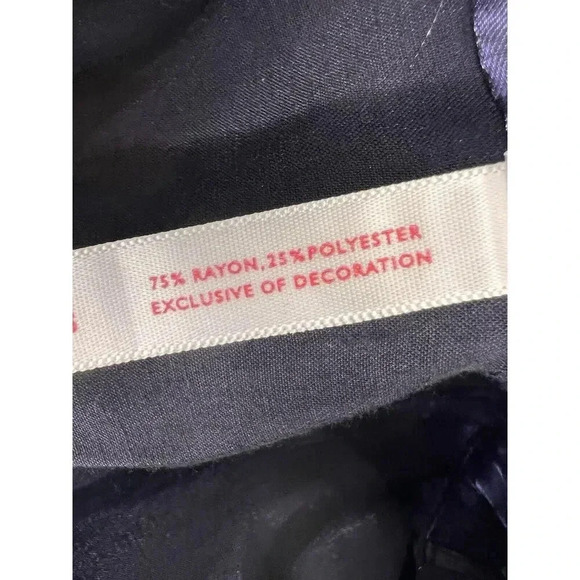 75% RAYON, 25% POLYESTER
EXCLUSIVE OF DECORATION